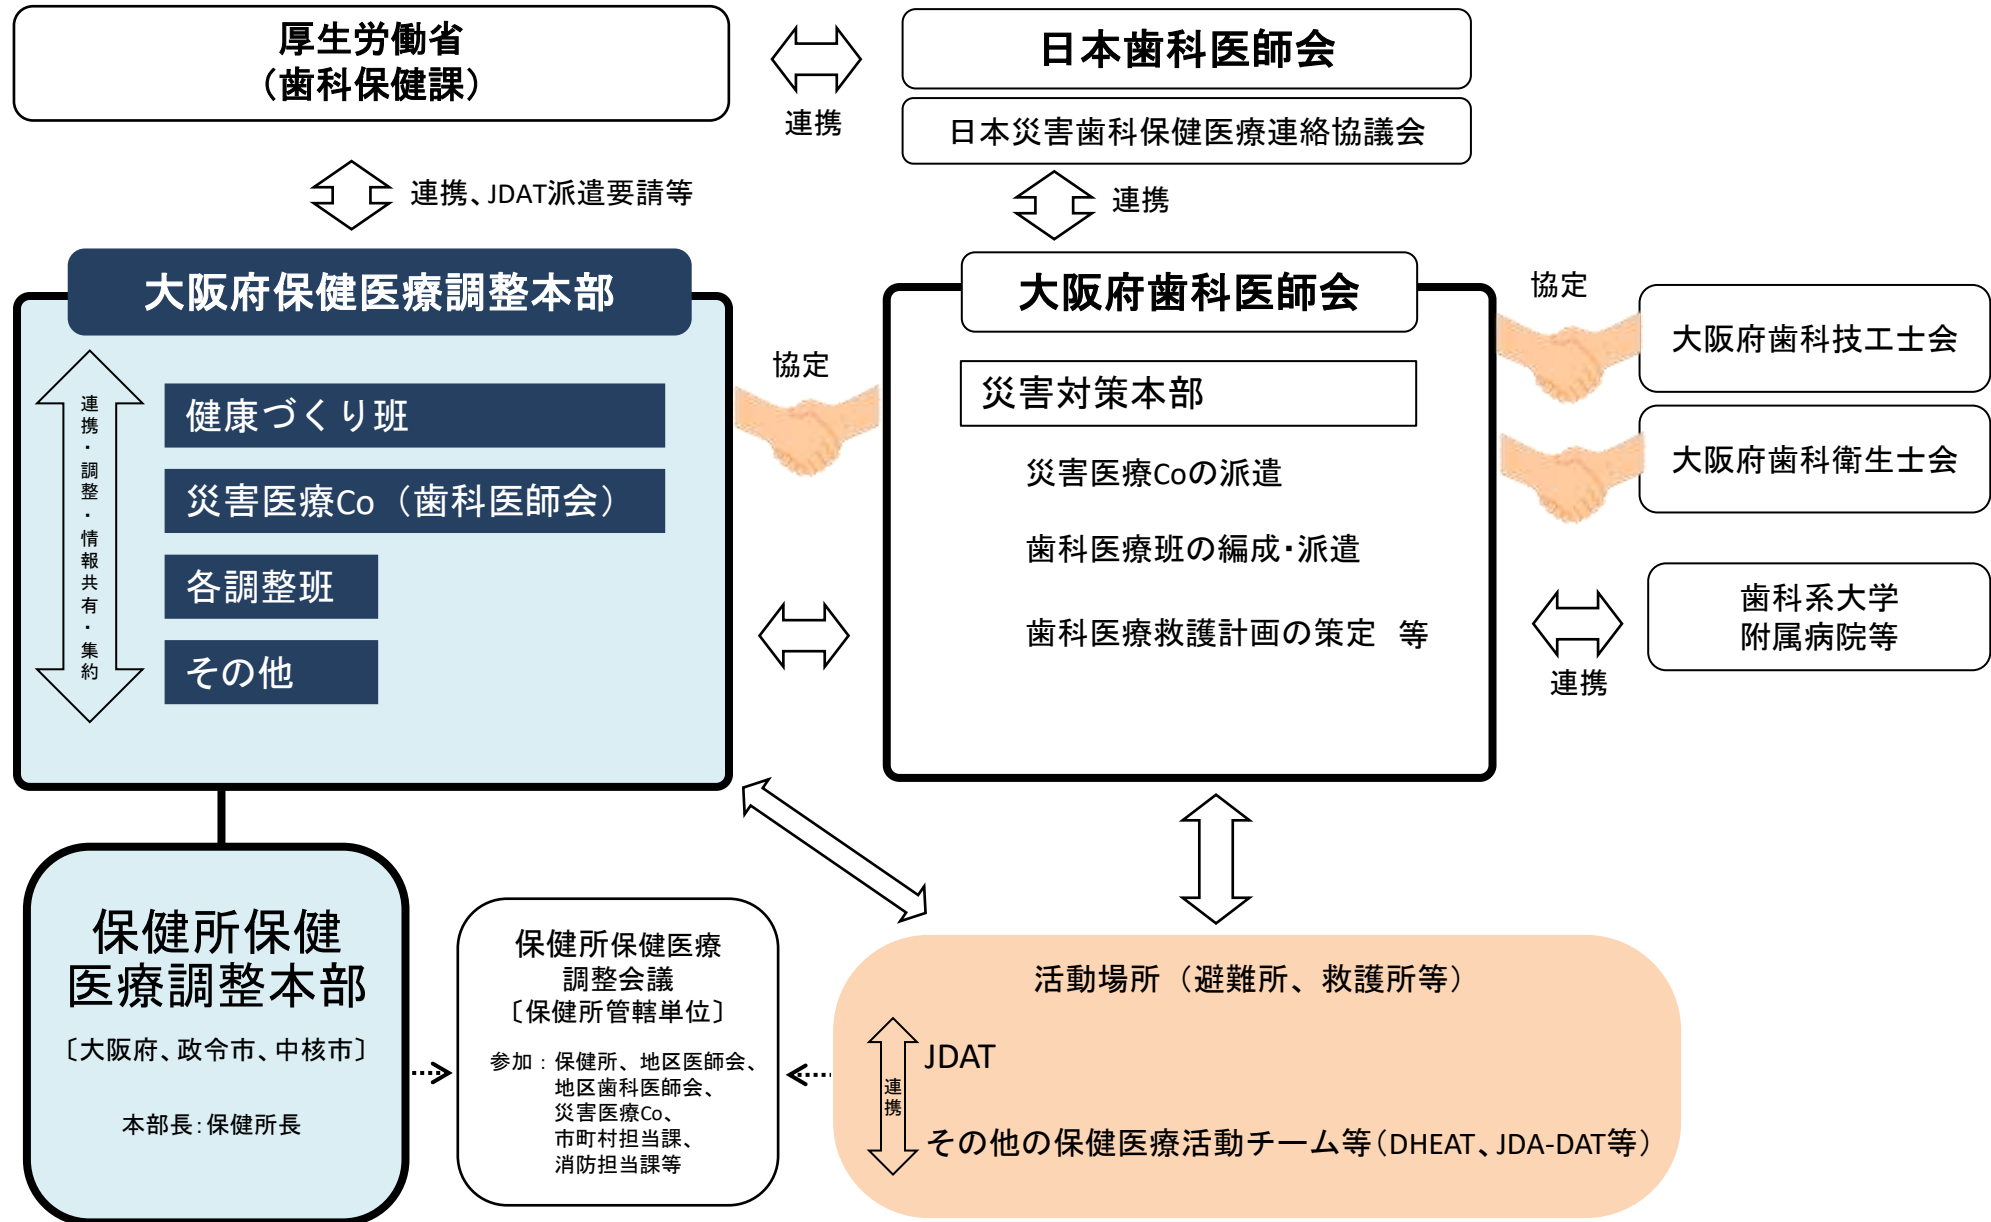 厚生労働省
（歯科保健課）
連携
日本歯科医師会
日本災害歯科保健医療連絡協議会
連携、JDAT派遣要請等
連携
大阪府保健医療調整本部
連携・調整・情報共有・集約
健康づくり班
災害医療Co（歯科医師会）
各調整班
その他
協定
大阪府歯科医師会
災害対策本部
災害医療Coの派遣
歯科医療班の編成・派遣
歯科医療救護計画の策定　等
協定
大阪府歯科技工士会
大阪府歯科衛生士会
歯科系大学
附属病院等
連携
保健所保健
医療調整本部
〔大阪府、政令市、中核市〕
本部長：保健所長
保健所保健医療
調整会議
〔保健所管轄単位〕
参加：保健所、地区医師会、
地区歯科医師会、
災害医療Co、
市町村担当課、
消防担当課等
活動場所（避難所、救護所等）
連携
JDAT
その他の保健医療活動チーム等（DHEAT、JDA-DAT等）